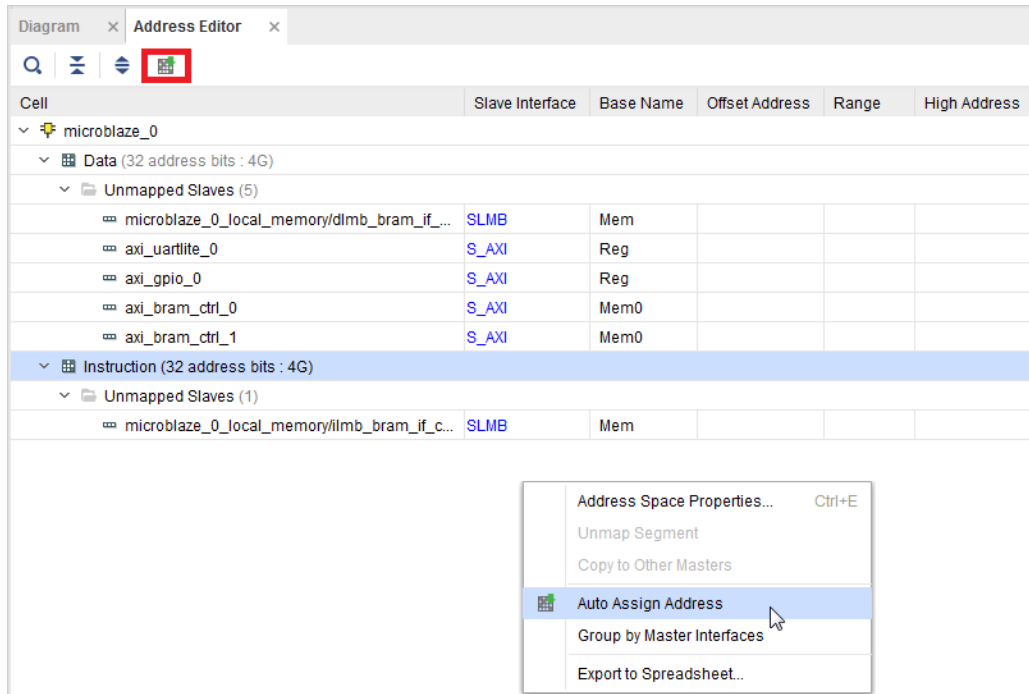 Diagram Address Editor
Cell Slave Interface Base Name Offset Address Range High Address
microblaze_0
Data (32 address bits : 4G)
Unmapped Slaves (5)
microblaze_0_local_memory/dlmb_bram_if_... SLMB Mem
axi_uartlite_0 S_AXI Reg
axi_gpio_0 S_AXI Reg
axi_bram_ctrl_0 S_AXI Mem0
axi_bram_ctrl_1 S_AXI Mem0
Instruction (32 address bits : 4G)
Unmapped Slaves (1)
microblaze_0_local_memory/ilmb_bram_if_c... SLMB Mem
Address Space Properties... Ctrl+E
Unmap Segment
Copy to Other Masters
Auto Assign Address
Group by Master Interfaces
Export to Spreadsheet...